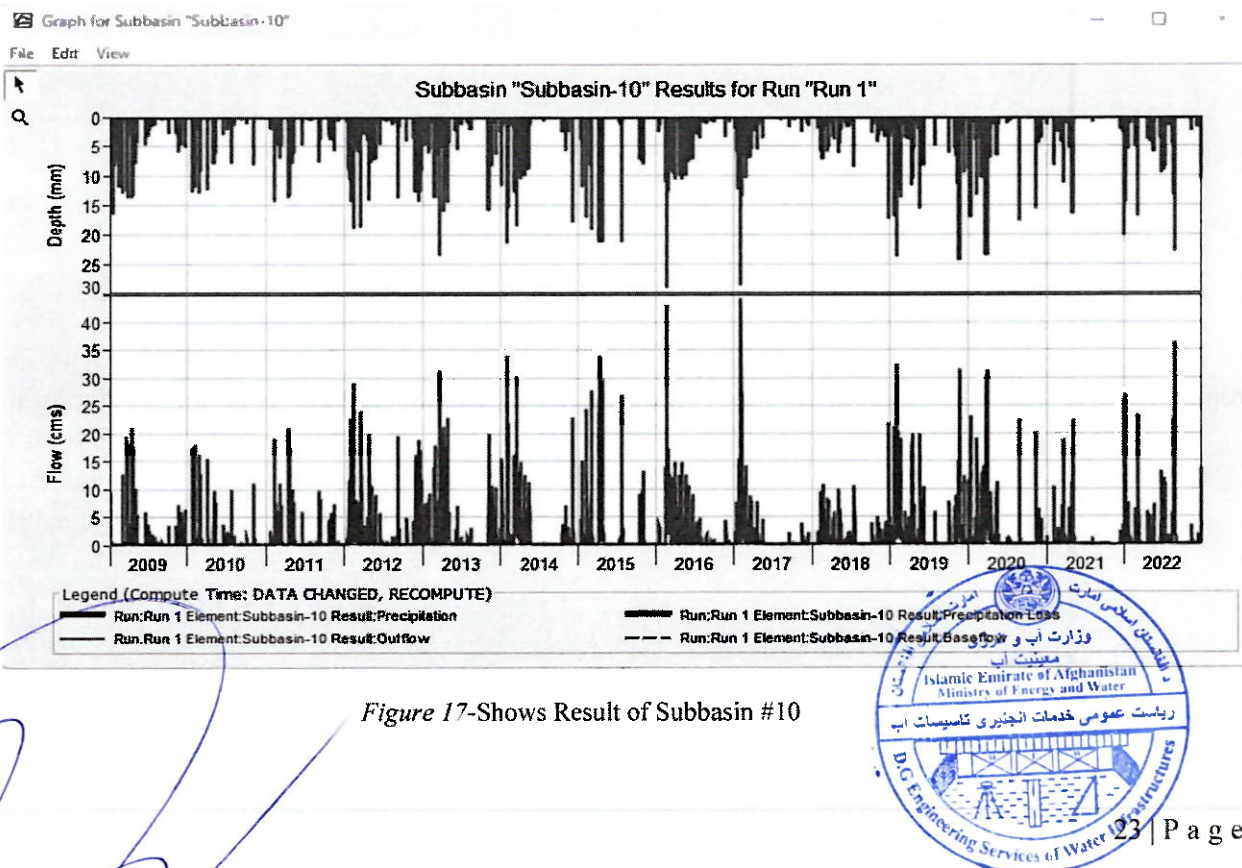 Graph for Subbasin "Subbasin-10"
File Edit View
Subbasin "Subbasin-10" Results for Run "Run 1"
Depth (mm)
0
5
10
15
20
25
30
Flow (cms)
40
35
30
25
20
15
10
5
0
2009 2010 2011 2012 2013 2014 2015 2016 2017 2018 2019 2020 2021 2022
Legend (Compute Time: DATA CHANGED, RECOMPUTE)
Run:Run 1 Element:Subbasin-10 Result:Precipitation
Run:Run 1 Element:Subbasin-10 Result:Precipitation Loss
Run:Run 1 Element:Subbasin-10 Result:Outflow
Run:Run 1 Element:Subbasin-10 Result:Baseflow
Figure 17-Shows Result of Subbasin #10
د افغانستان اسلامی امارت
وزارت آب و
معینیت آب
Islamic Emirate of Afghanistan
Ministry of Energy and Water
ریاست عمومی خدمات انجنیری تاسیسات آب
D.G Engineering Services of Water Infrastructures
23 | P a g e